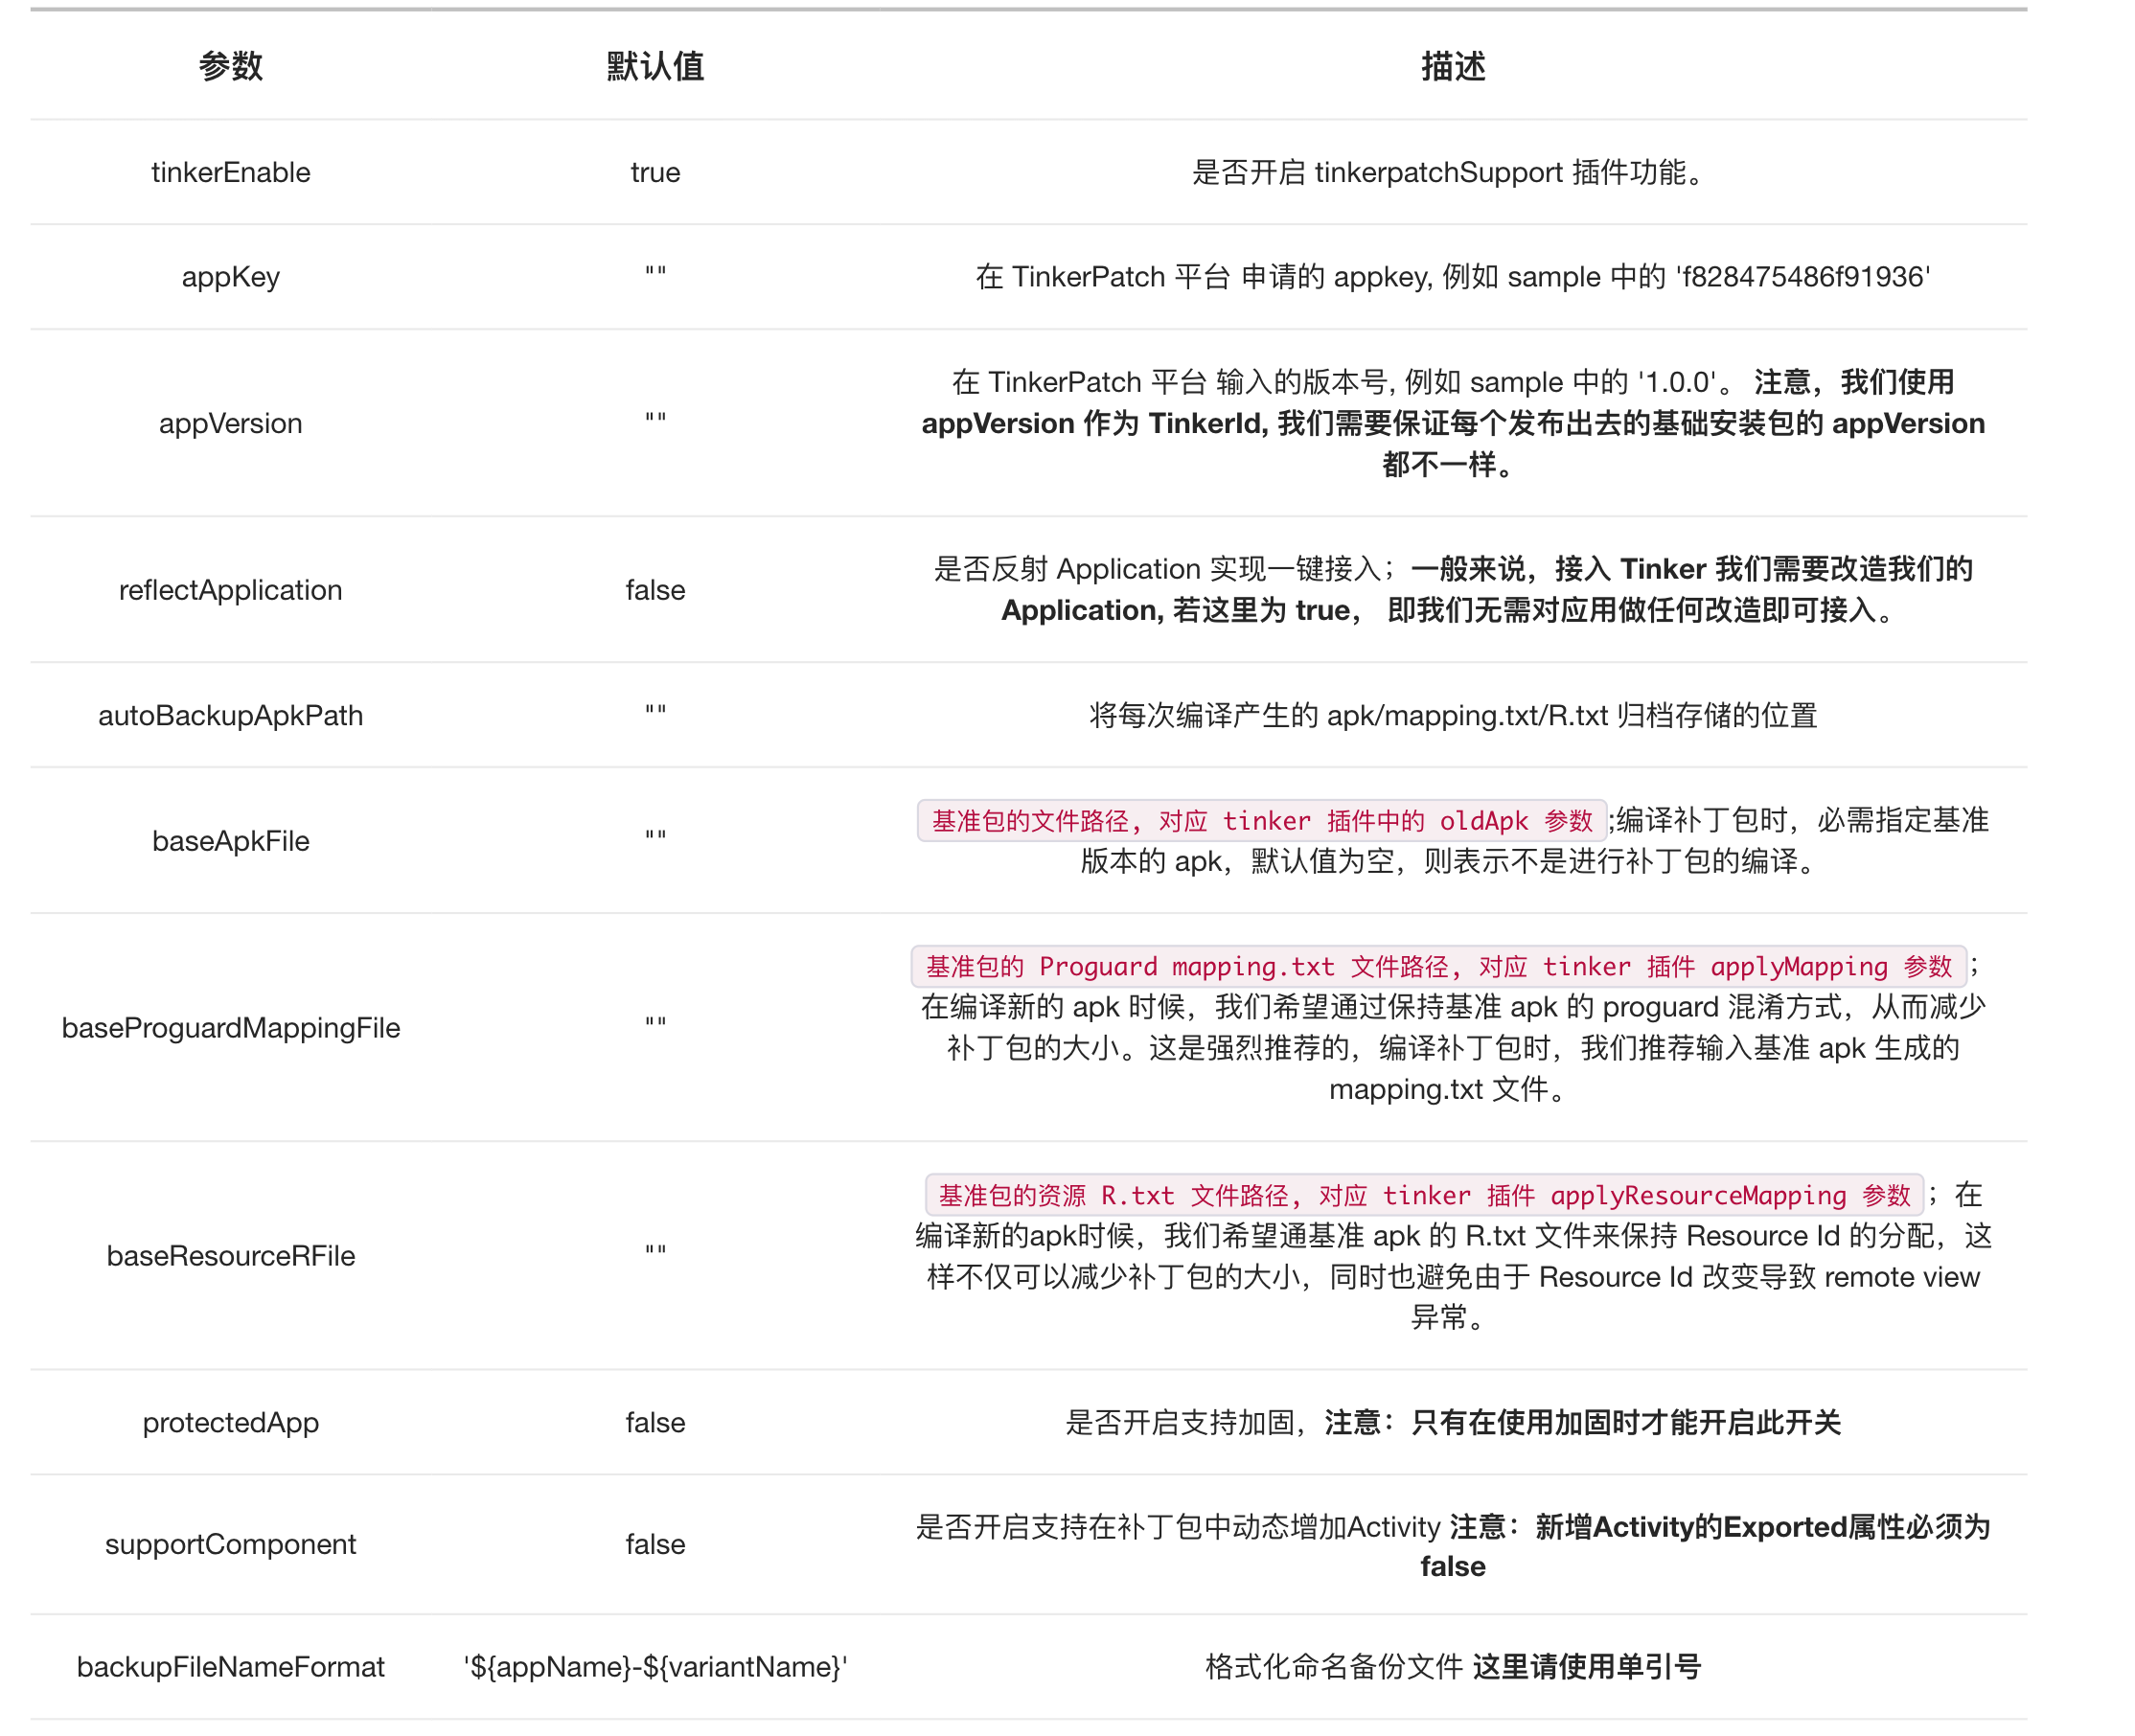 参数 默认值 描述
tinkerEnable true 是否开启 tinkerpatchSupport 插件功能。
appKey "" 在 TinkerPatch 平台 申请的 appkey, 例如 sample 中的 'f828475486f91936'
在 TinkerPatch 平台 输入的版本号, 例如 sample 中的 '1.0.0'。 注意，我们使用
appVersion "" appVersion 作为 TinkerId, 我们需要保证每个发布出去的基础安装包的 appVersion
都不一样。
是否反射 Application 实现一键接入；一般来说，接入 Tinker 我们需要改造我们的
reflectApplication false
Application, 若这里为 true， 即我们无需对应用做任何改造即可接入。
autoBackupApkPath "" 将每次编译产生的 apk/mapping.txt/R.txt 归档存储的位置
基准包的文件路径, 对应 tinker 插件中的 oldApk 参数;编译补丁包时，必需指定基准
baseApkFile ""
版本的 apk，默认值为空，则表示不是进行补丁包的编译。
基准包的 Proguard mapping.txt 文件路径, 对应 tinker 插件 applyMapping 参数；
在编译新的 apk 时候，我们希望通过保持基准 apk 的 proguard 混淆方式，从而减少
baseProguardMappingFile ""
补丁包的大小。这是强烈推荐的，编译补丁包时，我们推荐输入基准 apk 生成的
mapping.txt 文件。
基准包的资源 R.txt 文件路径, 对应 tinker 插件 applyResourceMapping 参数；在
编译新的apk时候，我们希望通基准 apk 的 R.txt 文件来保持 Resource Id 的分配，这
baseResourceRFile ""
样不仅可以减少补丁包的大小，同时也避免由于 Resource Id 改变导致 remote view
异常。
protectedApp false 是否开启支持加固，注意：只有在使用加固时才能开启此开关
是否开启支持在补丁包中动态增加Activity 注意：新增Activity的Exported属性必须为
supportComponent false
false
backupFileNameFormat '${appName}-${variantName}' 格式化命名备份文件 这里请使用单引号